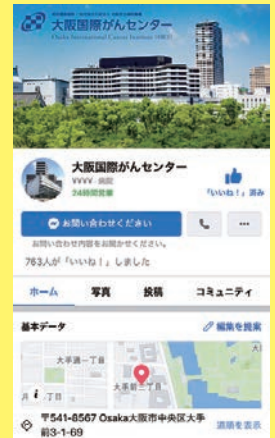 大阪国際がんセンター
Osaka International Cancer Institute
大阪国際がんセンター
¥¥¥¥・病院
24時間営業
「いいね！」済み
お問い合わせください
お問い合わせ内容をお聞かせください。
763人が「いいね！」しました
ホーム 写真 投稿 コミュニティ
基本データ
編集を提案
大手通一丁目
大手前三丁目
〒541-8567 Osaka大阪市中央区大手
前3-1-69
道順を表示